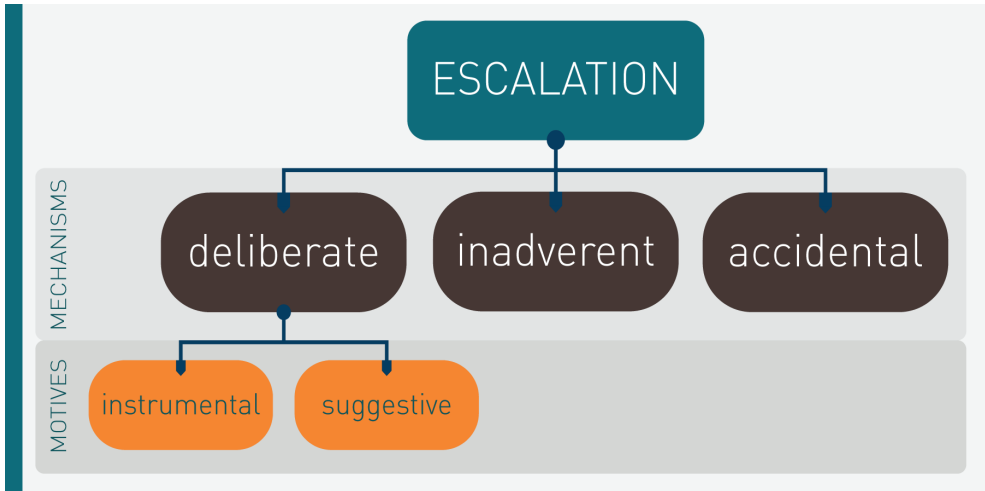 ESCALATION
MECHANISMS
deliberate
inadverent
accidental
MOTIVES
instrumental
suggestive